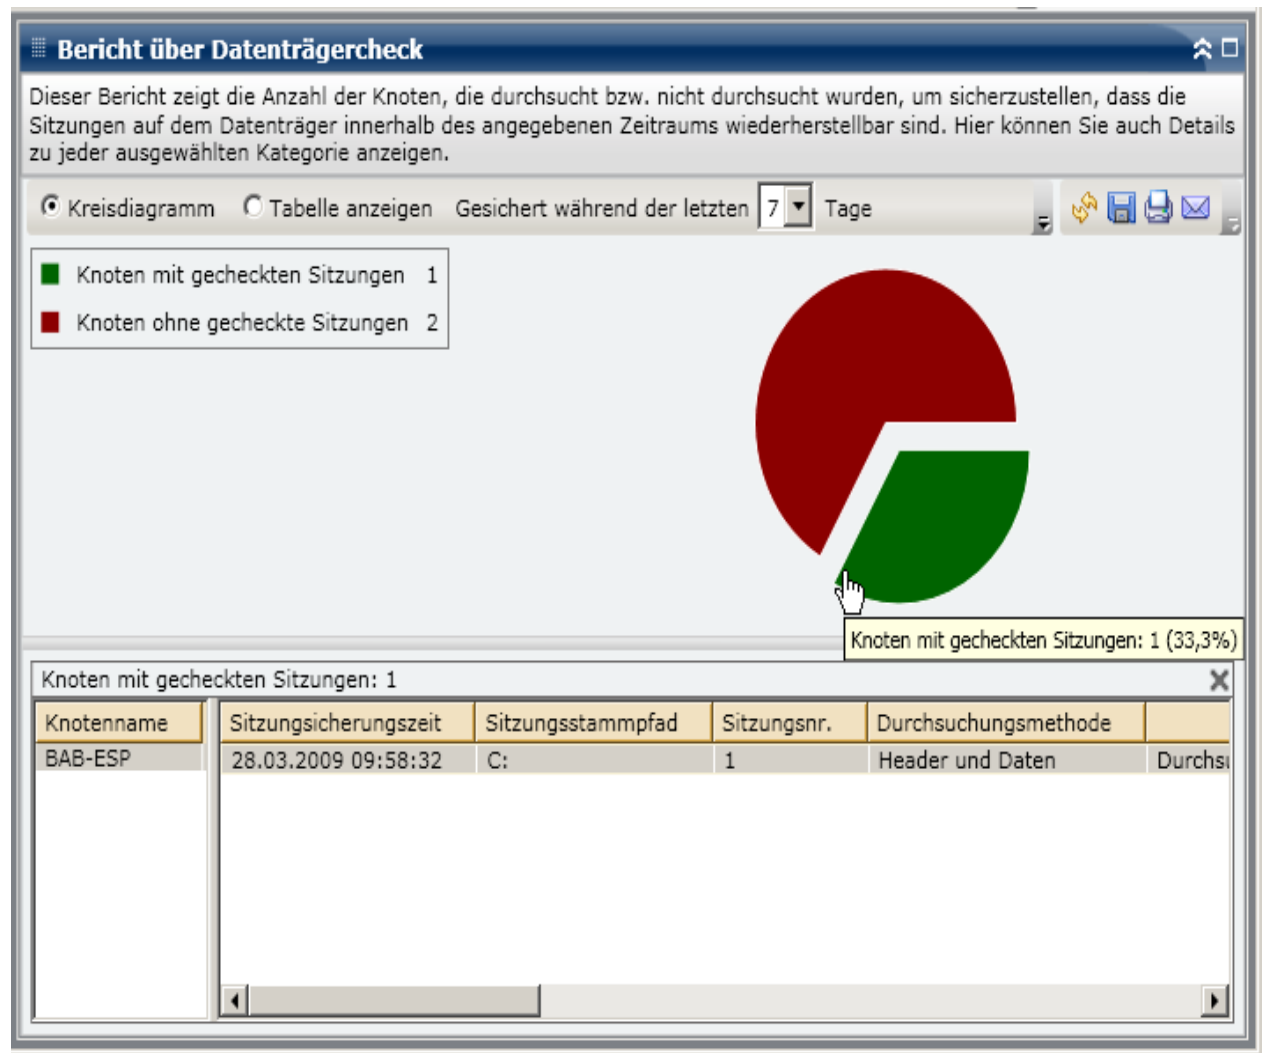 Bericht über Datenträgercheck
Dieser Bericht zeigt die Anzahl der Knoten, die durchsucht bzw. nicht durchsucht wurden, um sicherzustellen, dass die
Sitzungen auf dem Datenträger innerhalb des angegebenen Zeitraums wiederherstellbar sind. Hier können Sie auch Details
zu jeder ausgewählten Kategorie anzeigen.
Kreisdiagramm Tabelle anzeigen Gesichert während der letzten 7 Tage
Knoten mit gecheckten Sitzungen 1
Knoten ohne gecheckte Sitzungen 2
Knoten mit gecheckten Sitzungen: 1 (33,3%)
Knoten mit gecheckten Sitzungen: 1
Knotenname Sitzungsicherungszeit Sitzungsstammpfad Sitzungsnr. Durchsuchungsmethode
BAB-ESP 28.03.2009 09:58:32 C: 1 Header und Daten